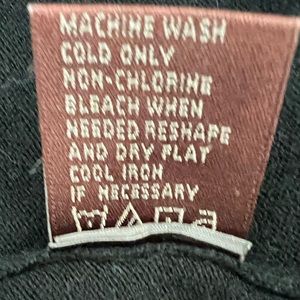 MACHINE WASH
COLD ONLY
NON-CHLORINE
BLEACH WHEN
NEEDED RESHAPE
AND DRY FLAT
COOL IRON
IF NECESSARY